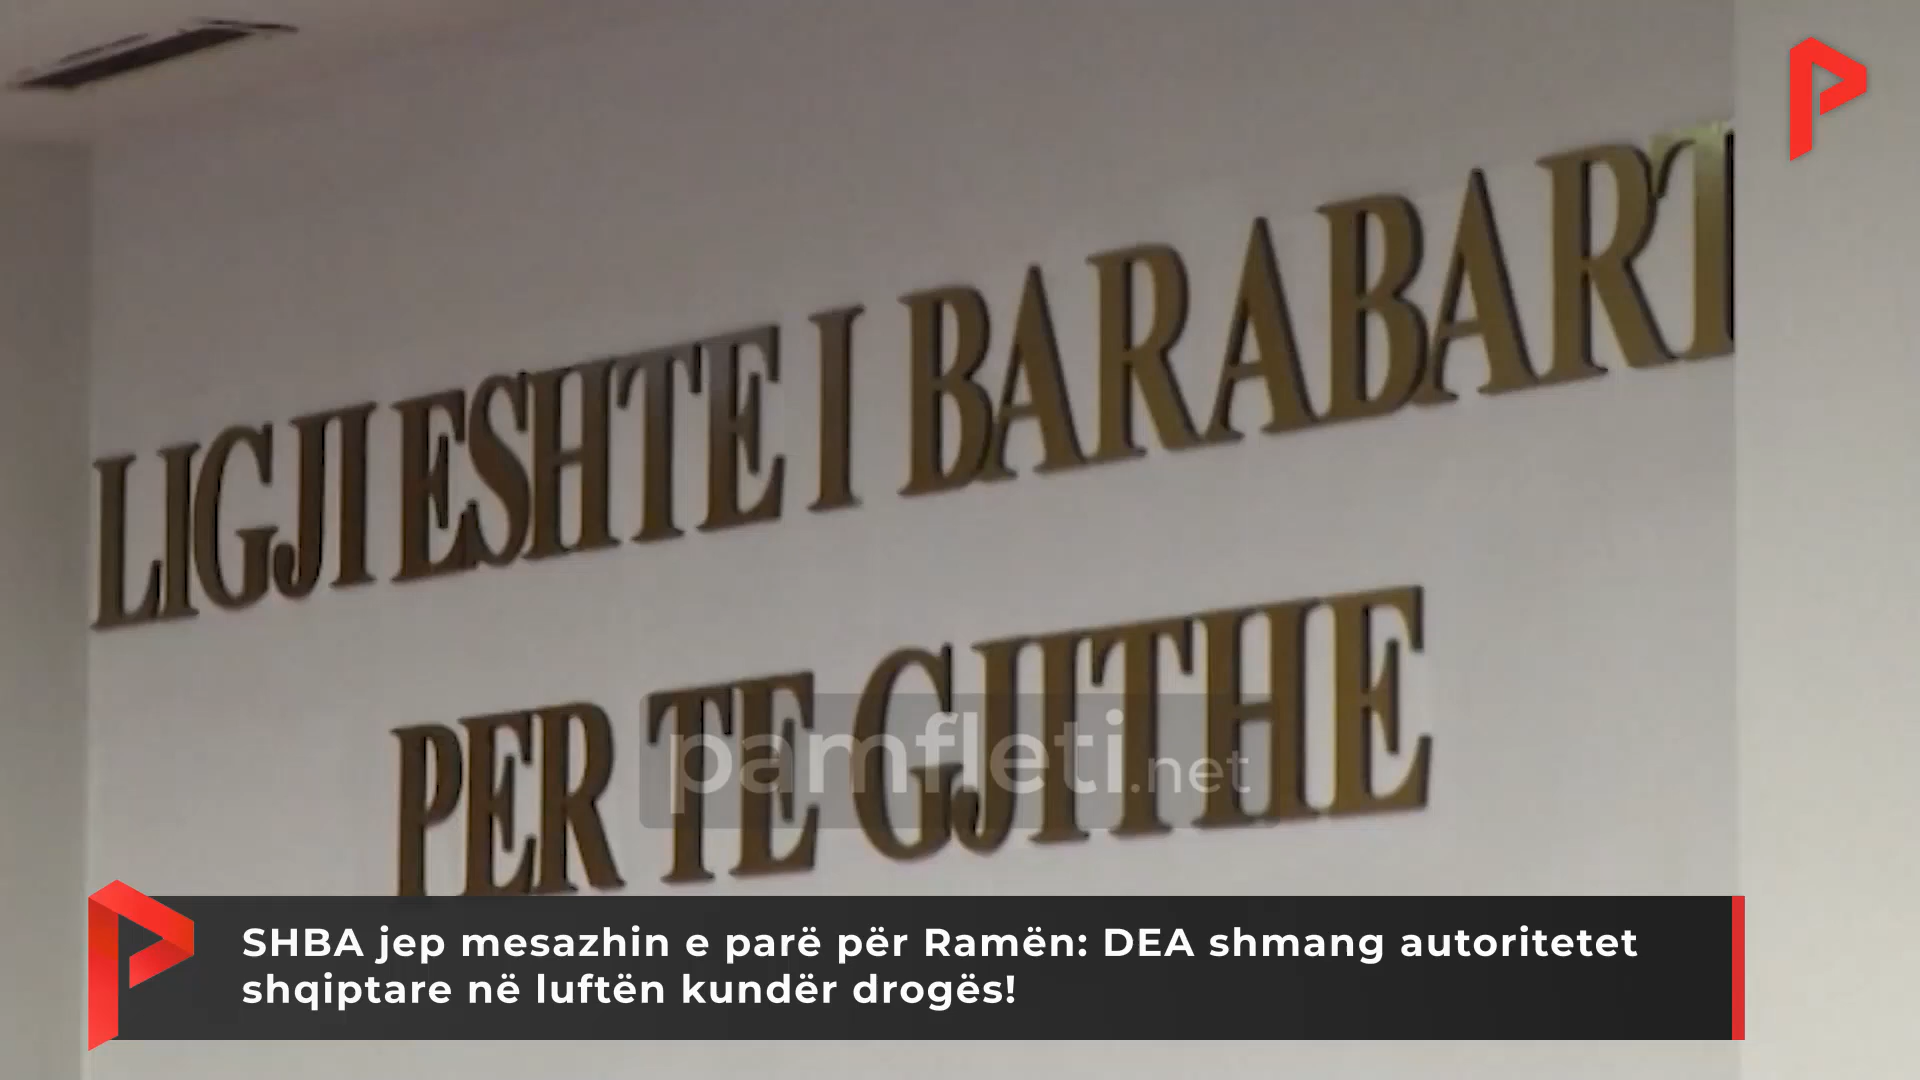 LIGJI ESHTE I BARABART
PER TE GJITHE
pamfleti.net
SHBA jep mesazhin e parë për Ramën: DEA shmang autoritetet
shqiptare në luftën kundër drogës!